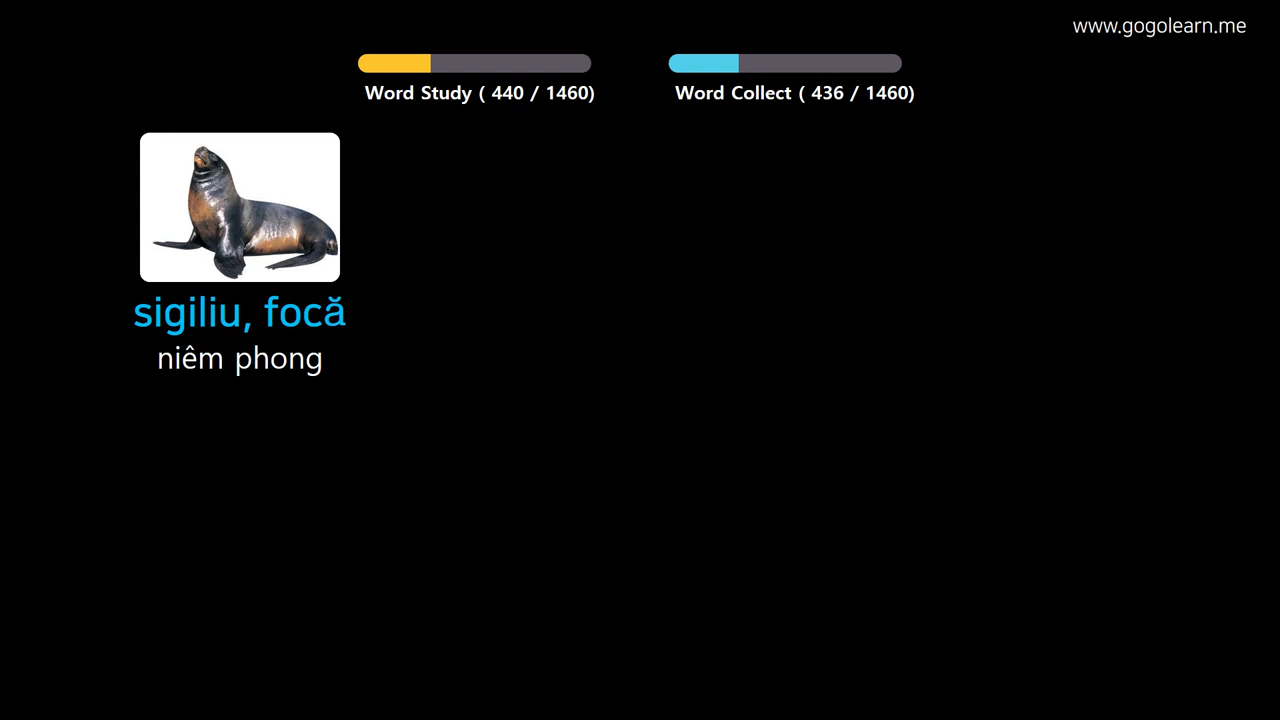 www.gogolearn.me
Word Study ( 440 / 1460)
Word Collect ( 436 / 1460)
sigiliu, focă
niêm phong